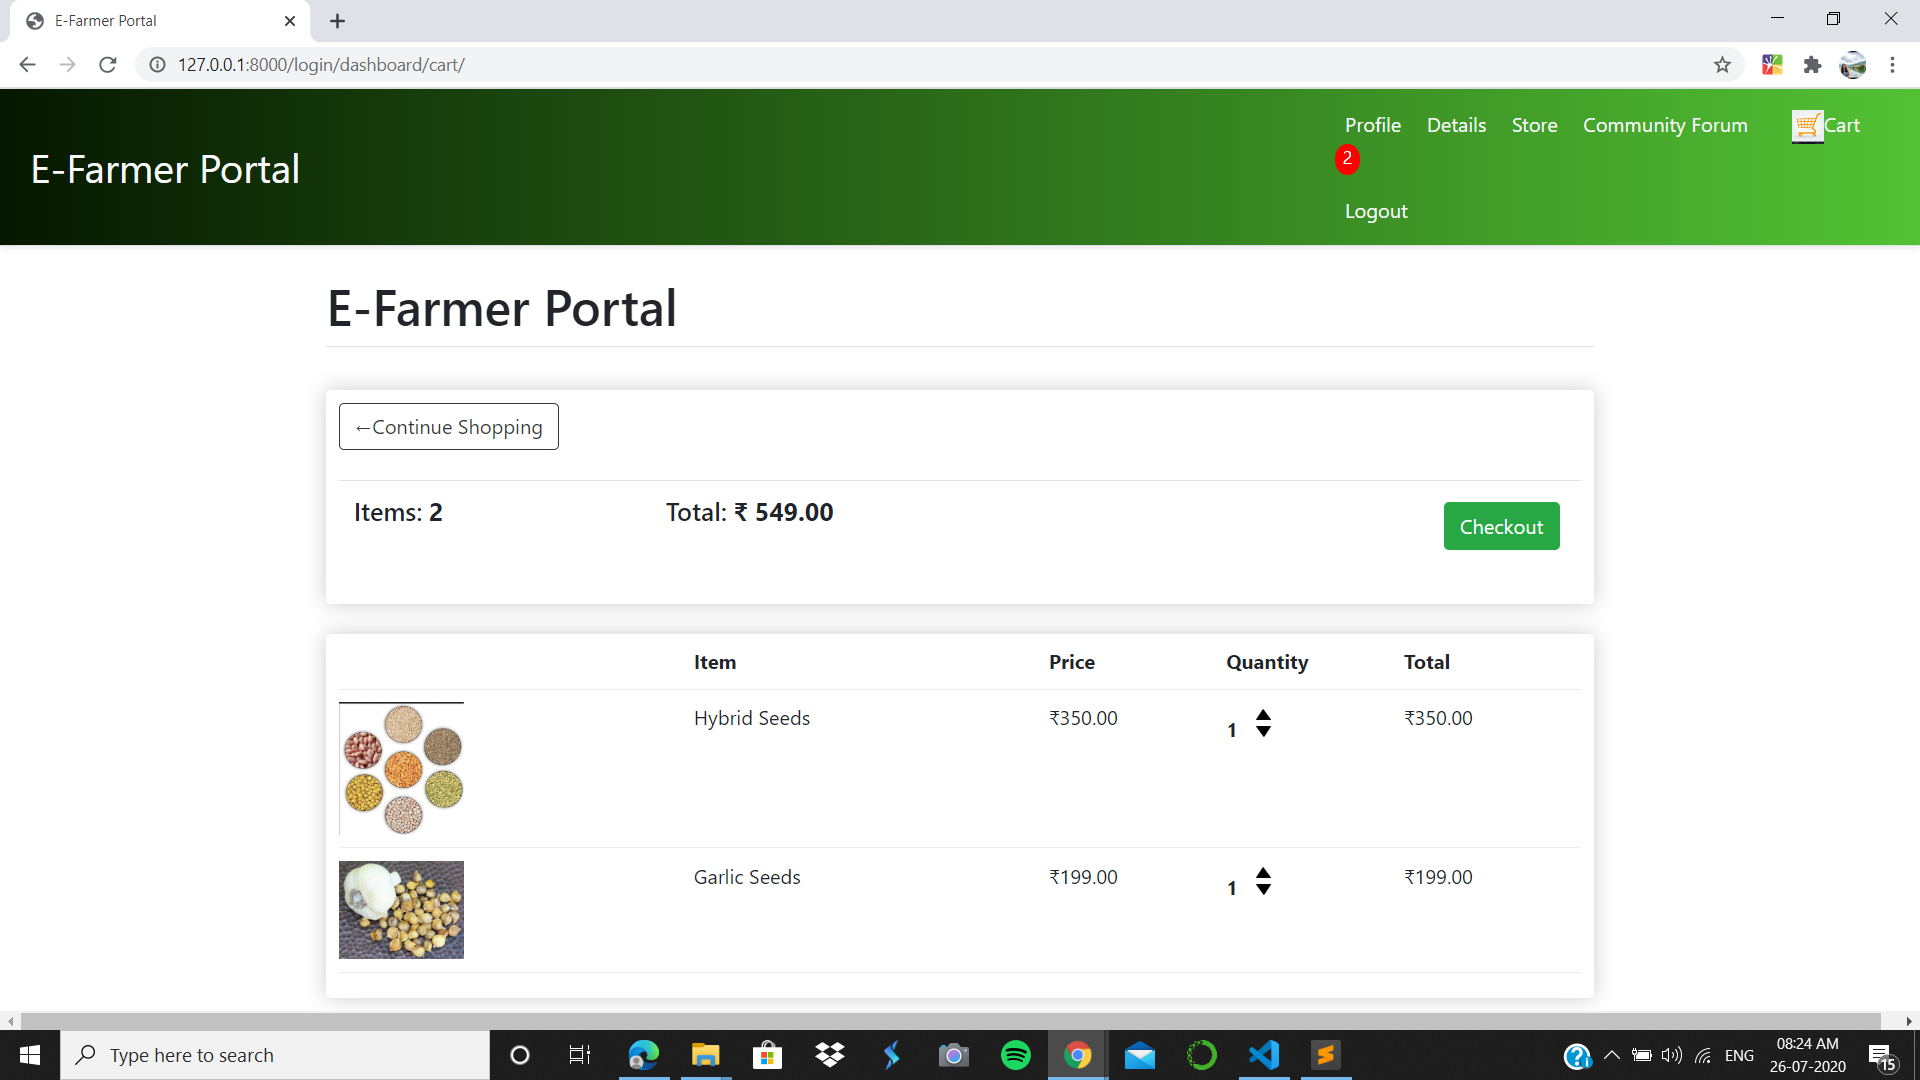 E-Farmer Portal
127.0.0.1:8000/login/dashboard/cart/
E-Farmer Portal
Profile Details Store Community Forum Cart
2
Logout
E-Farmer Portal
←Continue Shopping
Items: 2 Total: ₹ 549.00
Checkout
Item Price Quantity Total
Hybrid Seeds ₹350.00 1 ₹350.00
Garlic Seeds ₹199.00 1 ₹199.00
Type here to search
ENG
08:24 AM
26-07-2020
15